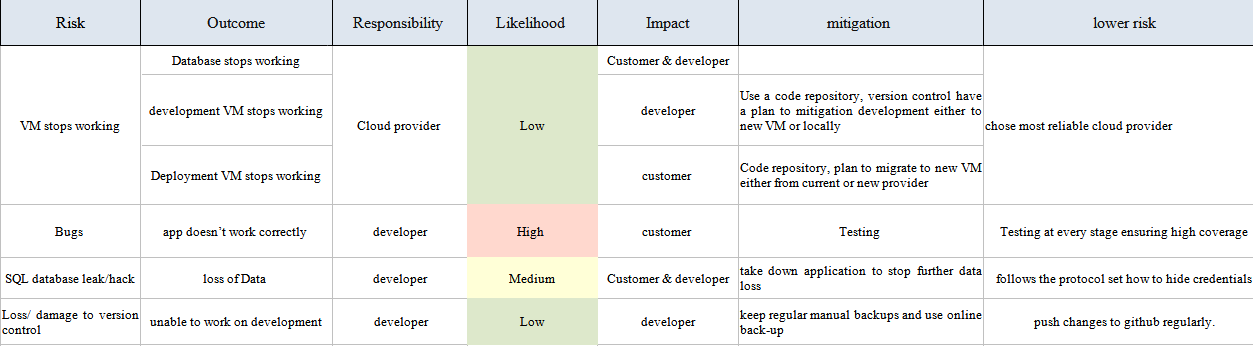 Risk Outcome Responsibility Likelihood Impact mitigation lower risk
Database stops working Customer & developer
VM stops working
development VM stops working
Cloud provider
Low
developer
Use a code repository, version control have
a plan to mitigation development either to
new VM or locally
chose most reliable cloud provider
Deployment VM stops working
customer
Code repository, plan to migrate to new VM
either from current or new provider
Bugs app doesn’t work correctly developer High customer Testing Testing at every stage ensuring high coverage
SQL database leak/hack loss of Data developer Medium Customer & developer
take down application to stop further data
loss
follows the protocol set how to hide credentials
Loss/ damage to version
control
unable to work on development developer Low developer
keep regular manual backups and use online
back-up
push changes to github regularly.